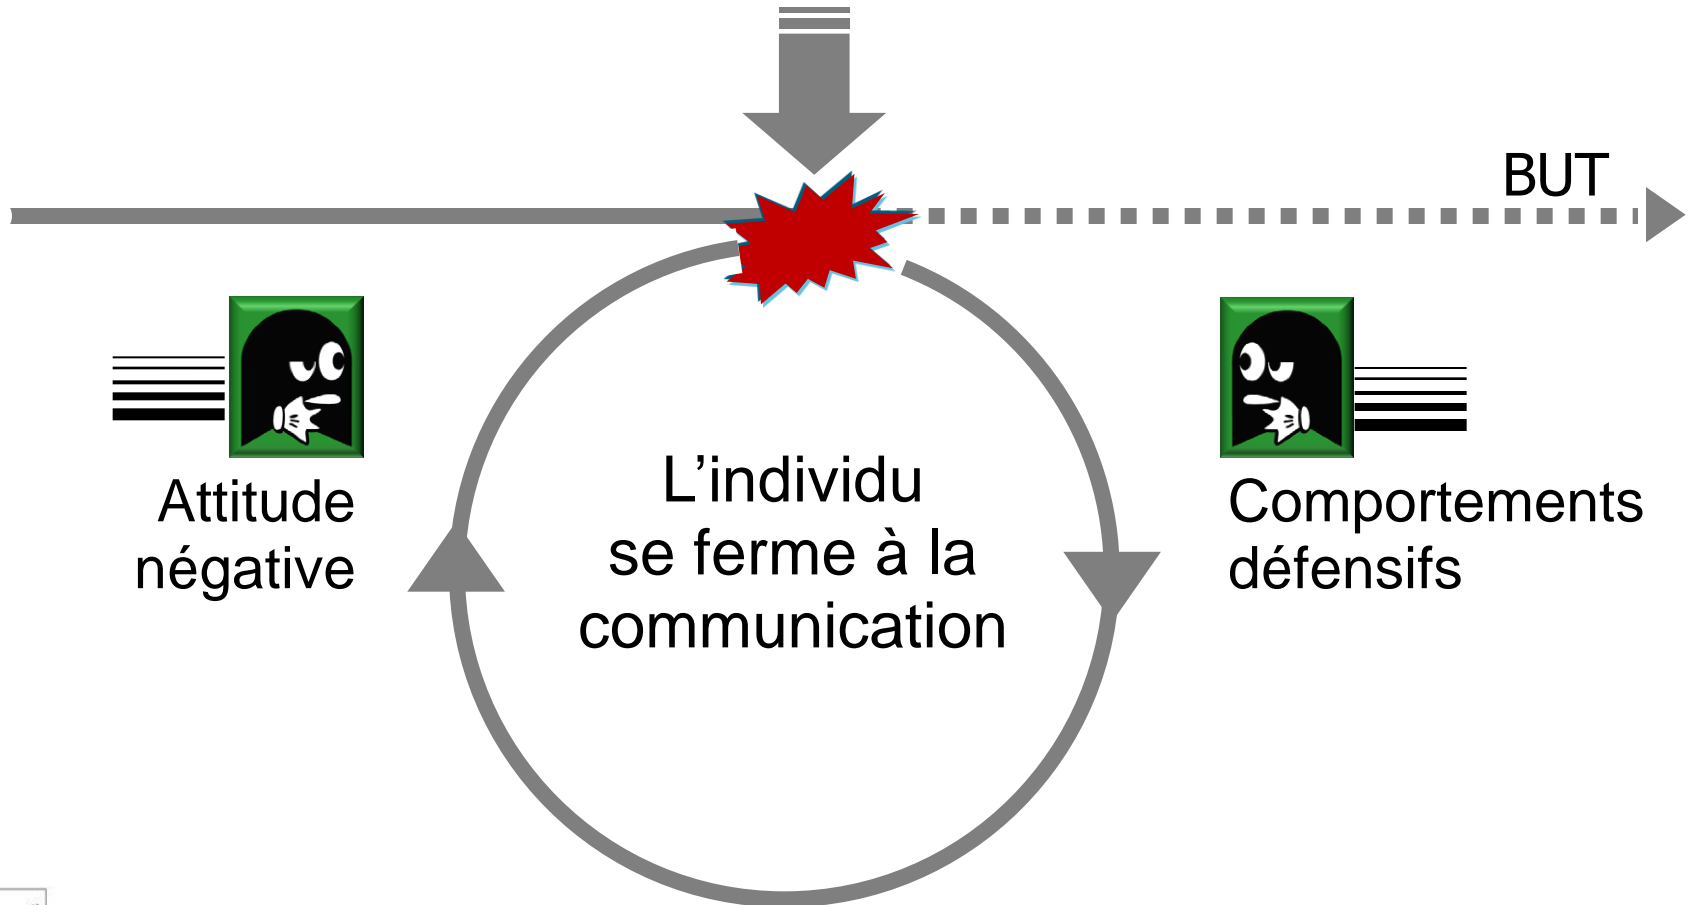 BUT
Attitude
négative
L’individu
se ferme à la
communication
Comportements
défensifs